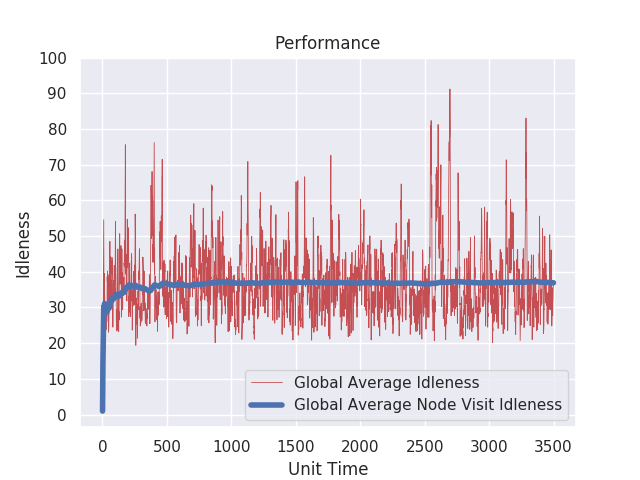 Performance
100
90
80
70
60
50
40
30
20
10
0
Idleness
0 500 1000 1500 2000 2500 3000 3500
Unit Time
Global Average Idleness
Global Average Node Visit Idleness